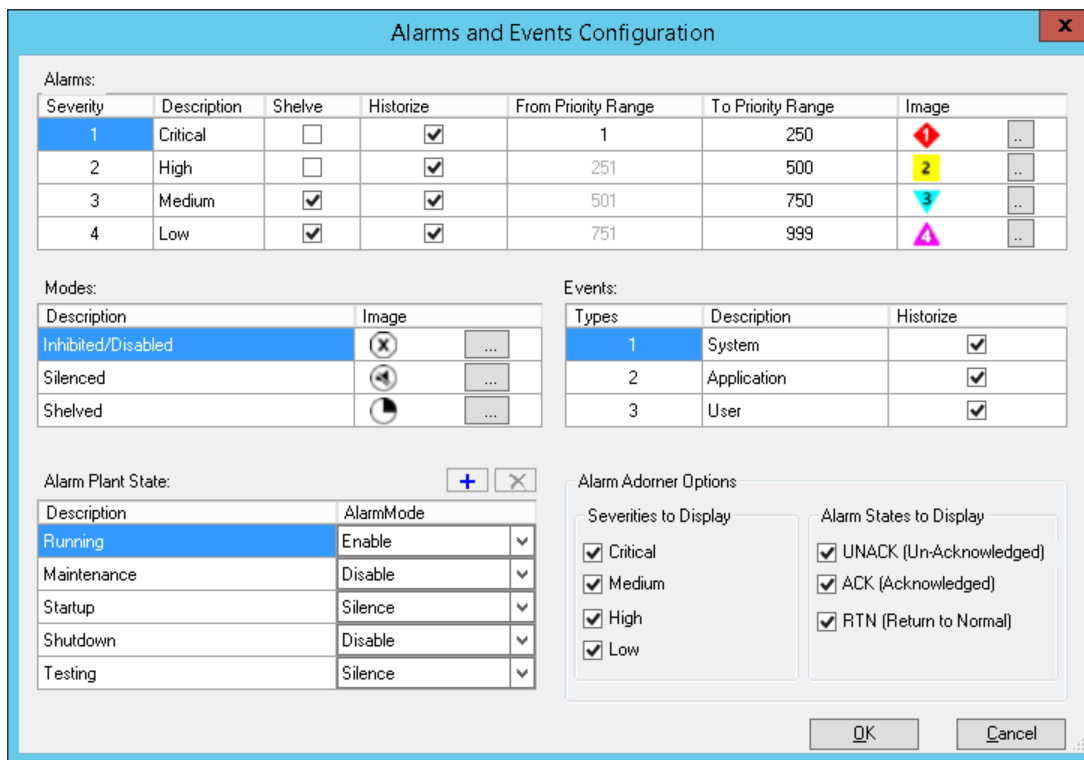 Alarms and Events Configuration
x
Alarms:
Severity Description Shelve Historize From Priority Range To Priority Range Image
1 Critical 1 250 1 ..
2 High 251 500 2 ..
3 Medium 501 750 3 ..
4 Low 751 999 4 ..
Modes:
Description Image
Inhibited/Disabled X ...
Silenced ...
Shelved ...
Events:
Types Description Historize
1 System
2 Application
3 User
Alarm Plant State:
Description AlarmMode
Running Enable
Maintenance Disable
Startup Silence
Shutdown Disable
Testing Silence
Alarm Adorner Options
Severities to Display
Critical
Medium
High
Low
Alarm States to Display
UNACK (Un-Acknowledged)
ACK (Acknowledged)
RTN (Return to Normal)
OK Cancel